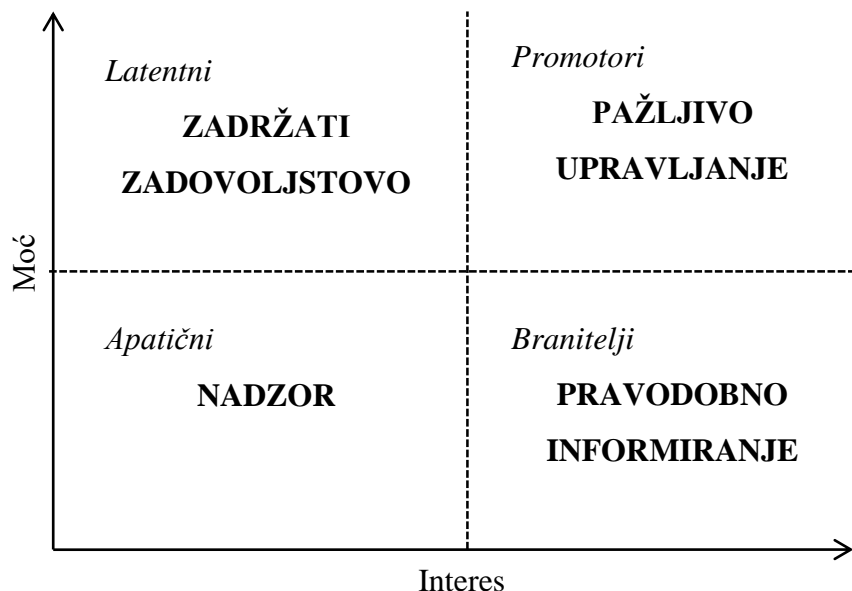 Latentni
ZADRŽATI
ZADOVOLJSTOVO
Promotori
PAŽLJIVO
UPRAVLJANJE
Moć
Apatični
NADZOR
Branitelji
PRAVODOBNO
INFORMIRANJE
Interes